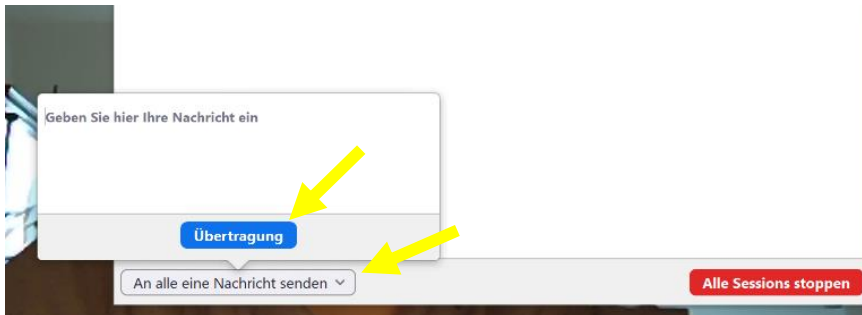 Geben Sie hier Ihre Nachricht ein
Übertragung
An alle eine Nachricht senden
Alle Sessions stoppen